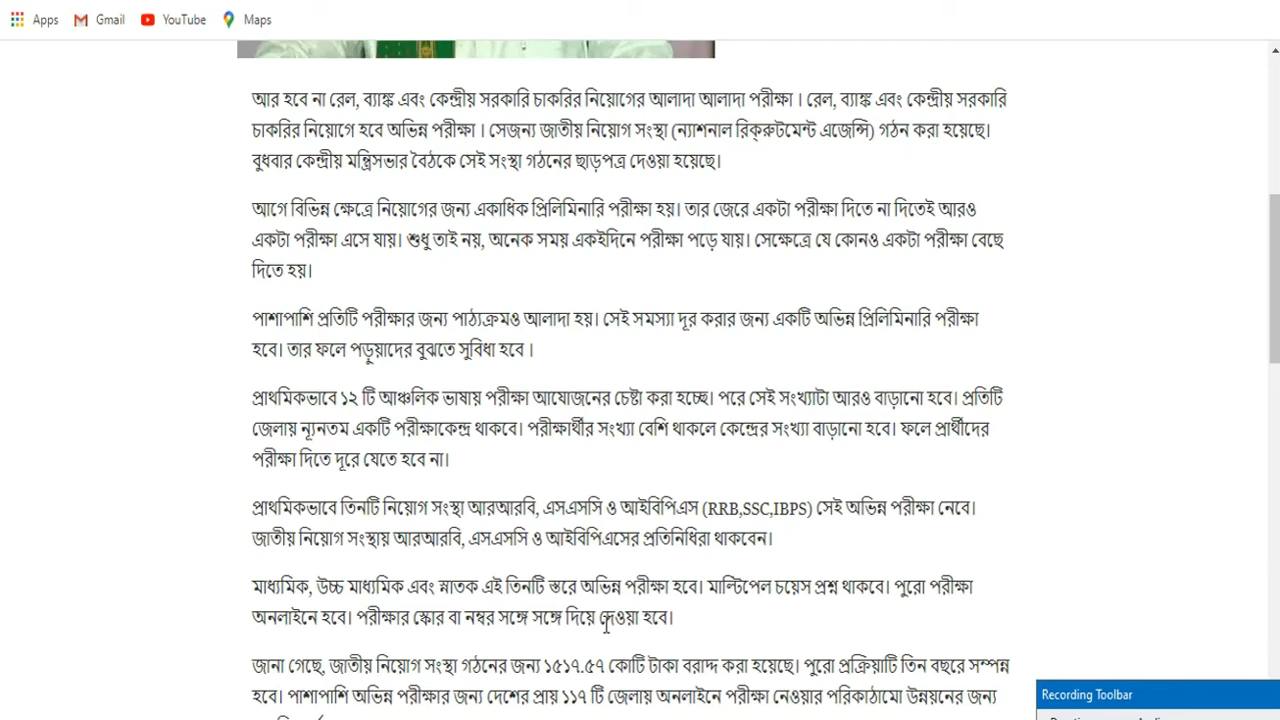 Apps Gmail YouTube Maps
আর হবে না রেল, ব্যাঙ্ক এবং কেন্দ্রীয় সরকারি চাকরির নিয়োগের আলাদা আলাদা পরীক্ষা । রেল, ব্যাঙ্ক এবং কেন্দ্রীয় সরকারি
চাকরির নিয়োগে হবে অভিন্ন পরীক্ষা । সেজন্য জাতীয় নিয়োগ সংস্থা (ন্যাশনাল রিক্রুটমেন্ট এজেন্সি) গঠন করা হয়েছে।
বুধবার কেন্দ্রীয় মন্ত্রিসভার বৈঠকে সেই সংস্থা গঠনের ছাড়পত্র দেওয়া হয়েছে।
আগে বিভিন্ন ক্ষেত্রে নিয়োগের জন্য একাধিক প্রিলিমিনারি পরীক্ষা হয়। তার জেরে একটা পরীক্ষা দিতে না দিতেই আরও
একটা পরীক্ষা এসে যায়। শুধু তাই নয়, অনেক সময় একইদিনে পরীক্ষা পড়ে যায়। সেক্ষেত্রে যে কোনও একটা পরীক্ষা বেছে
দিতে হয়।
পাশাপাশি প্রতিটি পরীক্ষার জন্য পাঠ্যক্রমও আলাদা হয়। সেই সমস্যা দূর করার জন্য একটি অভিন্ন প্রিলিমিনারি পরীক্ষা
হবে। তার ফলে পড়ুয়াদের বুঝতে সুবিধা হবে ।
প্রাথমিকভাবে ১২ টি আঞ্চলিক ভাষায় পরীক্ষা আযোজনের চেষ্টা করা হচ্ছে। পরে সেই সংখ্যাটা আরও বাড়ানো হবে। প্রতিটি
জেলায় ন্যূনতম একটি পরীক্ষাকেন্দ্র থাকবে। পরীক্ষার্থীর সংখ্যা বেশি থাকলে কেন্দ্রের সংখ্যা বাড়ানো হবে। ফলে প্রার্থীদের
পরীক্ষা দিতে দূরে যেতে হবে না।
প্রাথমিকভাবে তিনটি নিয়োগ সংস্থা আরআরবি, এসএসসি ও আইবিপিএস (RRB,SSC,IBPS) সেই অভিন্ন পরীক্ষা নেবে।
জাতীয় নিয়োগ সংস্থায় আরআরবি, এসএসসি ও আইবিপিএসের প্রতিনিধিরা থাকবেন।
মাধ্যমিক, উচ্চ মাধ্যমিক এবং স্নাতক এই তিনটি স্তরে অভিন্ন পরীক্ষা হবে। মাল্টিপেল চয়েস প্রশ্ন থাকবে। পুরো পরীক্ষা
অনলাইনে হবে। পরীক্ষার স্কোর বা নম্বর সঙ্গে সঙ্গে দিয়ে দেওয়া হবে।
জানা গেছে, জাতীয় নিয়োগ সংস্থা গঠনের জন্য ১৫১৭.৫৭ কোটি টাকা বরাদ্দ করা হয়েছে। পুরো প্রক্রিয়াটি তিন বছরে সম্পন্ন
হবে। পাশাপাশি অভিন্ন পরীক্ষার জন্য দেশের প্রায় ১১৭ টি জেলায় অনলাইনে পরীক্ষা নেওয়ার পরিকাঠামো উন্নয়নের জন্য
Recording Toolbar